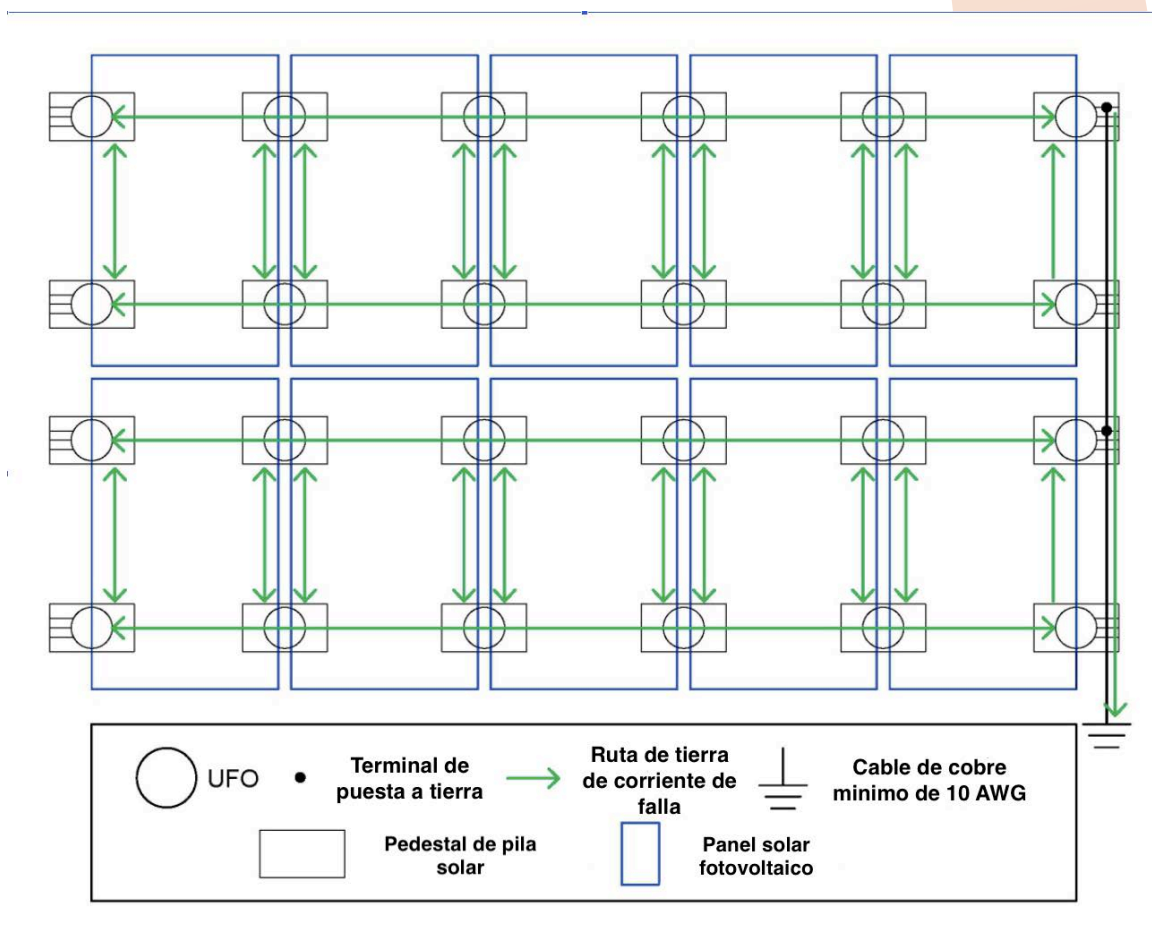 UFO
Terminal de
puesta a tierra
Ruta de tierra
de corriente de
falla
Cable de cobre
minimo de 10 AWG
Pedestal de pila
solar
Panel solar
fotovoltaico